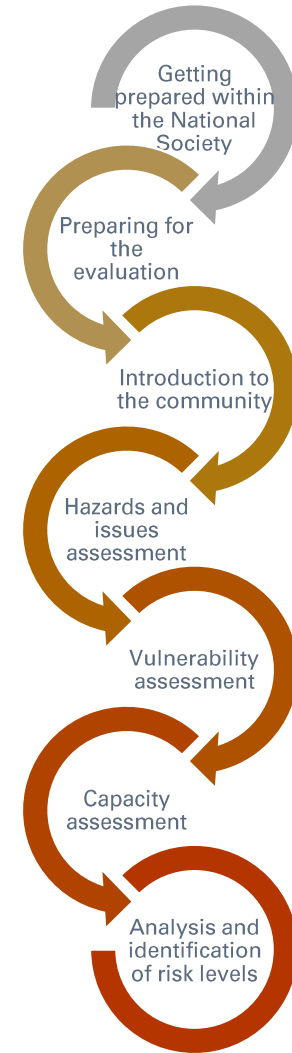 Getting
prepared within
the National
Society
Preparing for
the
evaluation
Introduction to
the community
Hazards and
issues
assessment
Vulnerability
assessment
Capacity
assessment
Analysis and
identification
of risk levels